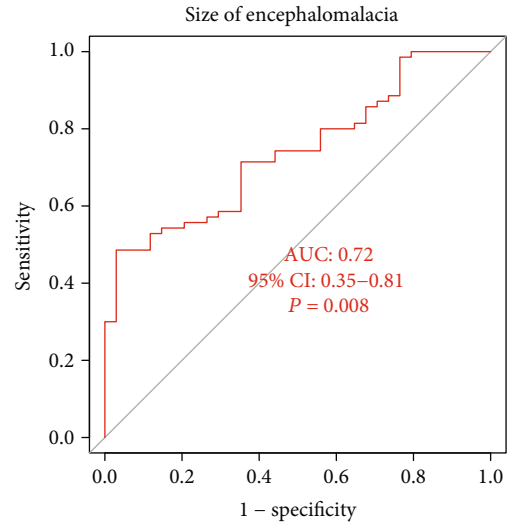 Size of encephalomalacia
1.0
0.8
0.6
0.4
0.2
0.0
Sensitivity
AUC: 0.72
95% CI: 0.35–0.81
P = 0.008
0.0 0.2 0.4 0.6 0.8 1.0
1 – specificity